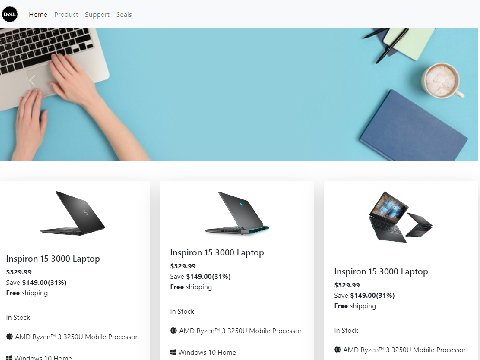 DELL
Home Product Support Deals
Inspiron 15 3000 Laptop
$329.99
Save $149.00(31%)
Free shipping
In Stock
AMD Ryzen™ 3 3250U Mobile Processor
Windows 10 Home
Inspiron 15 3000 Laptop
$329.99
Save $149.00(31%)
Free shipping
In Stock
AMD Ryzen™ 3 3250U Mobile Processor
Windows 10 Home
Inspiron 15 3000 Laptop
$329.99
Save $149.00(31%)
Free shipping
In Stock
AMD Ryzen™ 3 3250U Mobile Processor